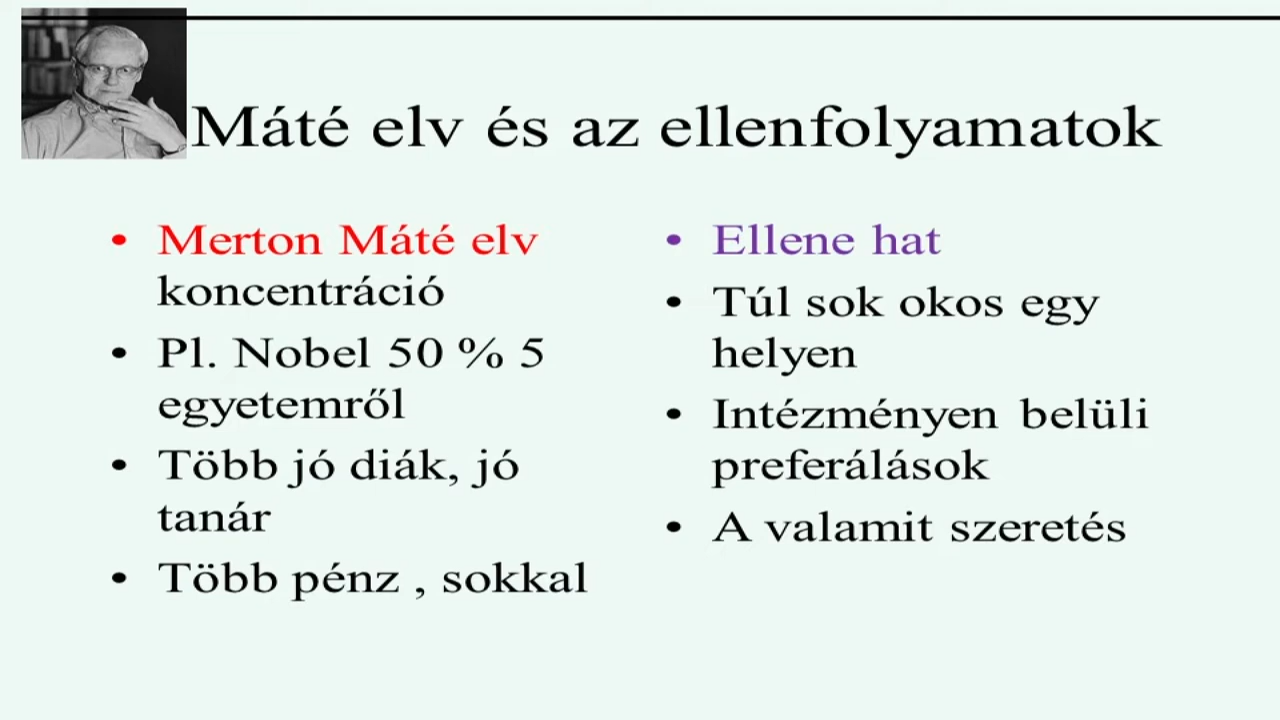 Máté elv és az ellenfolyamatok
• Merton Máté elv
koncentráció
• Pl. Nobel 50 % 5
egyetemről
• Több jó diák, jó
tanár
• Több pénz , sokkal
• Ellene hat
• Túl sok okos egy
helyen
• Intézményen belüli
preferálások
• A valamit szeretés